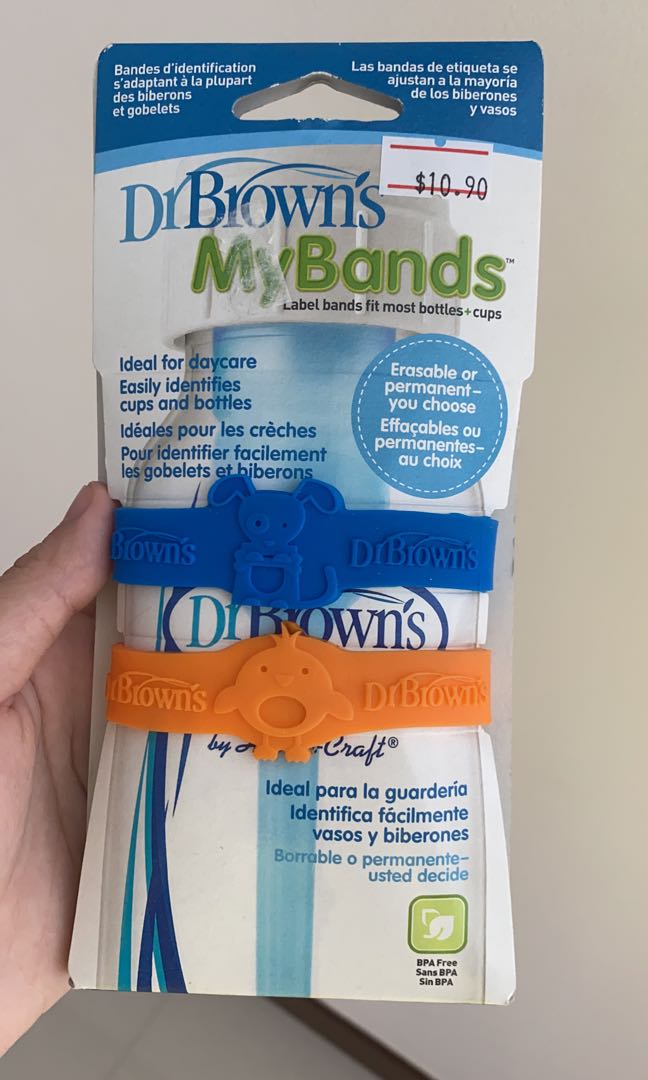 Bandes d'identification
s'adaptant à la plupart
des biberons
et gobelets
Las bandas de etiqueta se
ajustan a la mayoría
de los biberones
y vasos
$10.90
DrBrown's
MyBands™
Label bands fit most bottles+cups
Ideal for daycare
Easily identifies
cups and bottles
Idéales pour les crèches
Pour identifier facilement
les gobelets et biberons
Erasable or
permanent–
you choose
Effaçables ou
permanentes–
au choix
Brown's DrBrown's
DrBrown's
DrBrown's DrBrown's
by Craft®
Ideal para la guardería
Identifica fácilmente
vasos y biberones
Borrable o permanente–
usted decide
BPA Free
Sans BPA
Sin BPA